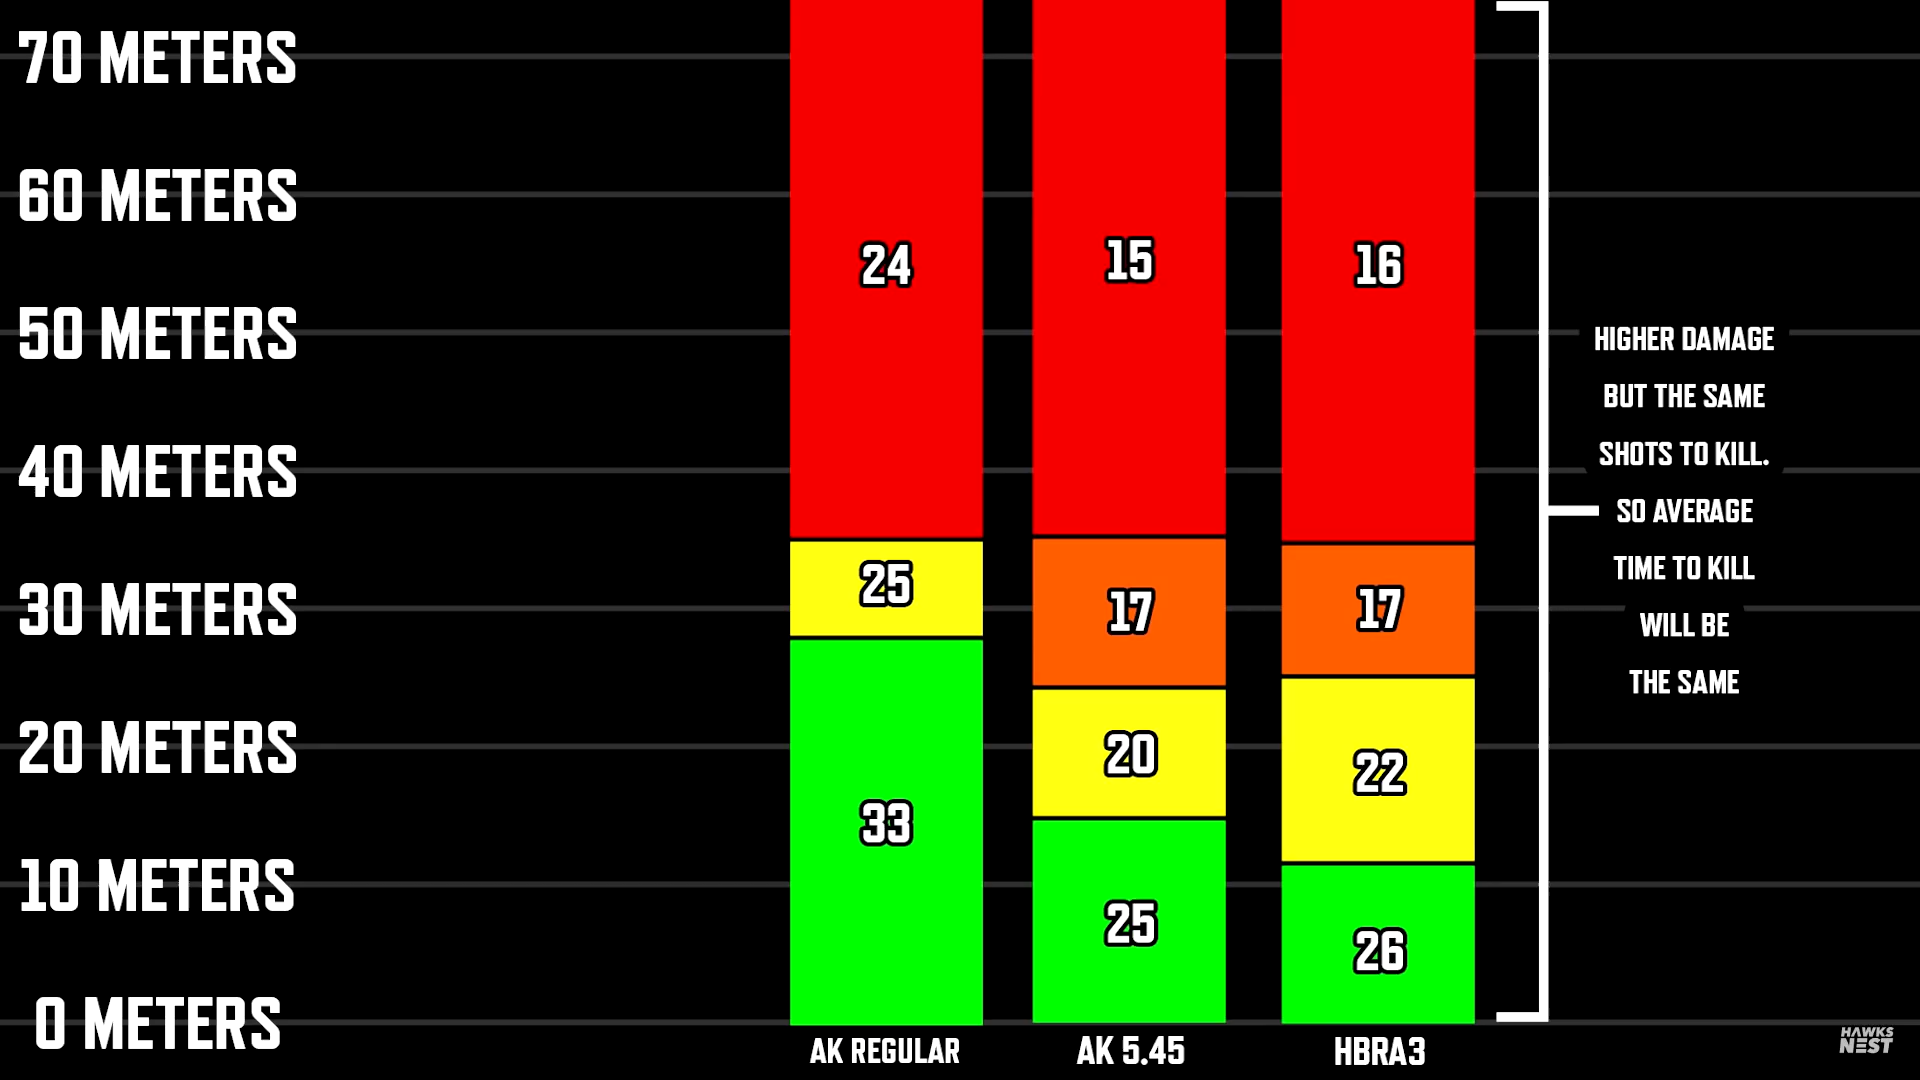 70 METERS
60 METERS
50 METERS
40 METERS
30 METERS
20 METERS
10 METERS
0 METERS
24
25
33
AK REGULAR
15
17
20
25
AK 5.45
16
17
22
26
HBRA3
HIGHER DAMAGE
BUT THE SAME
SHOTS TO KILL.
SO AVERAGE
TIME TO KILL
WILL BE
THE SAME
HAWKS
NEST